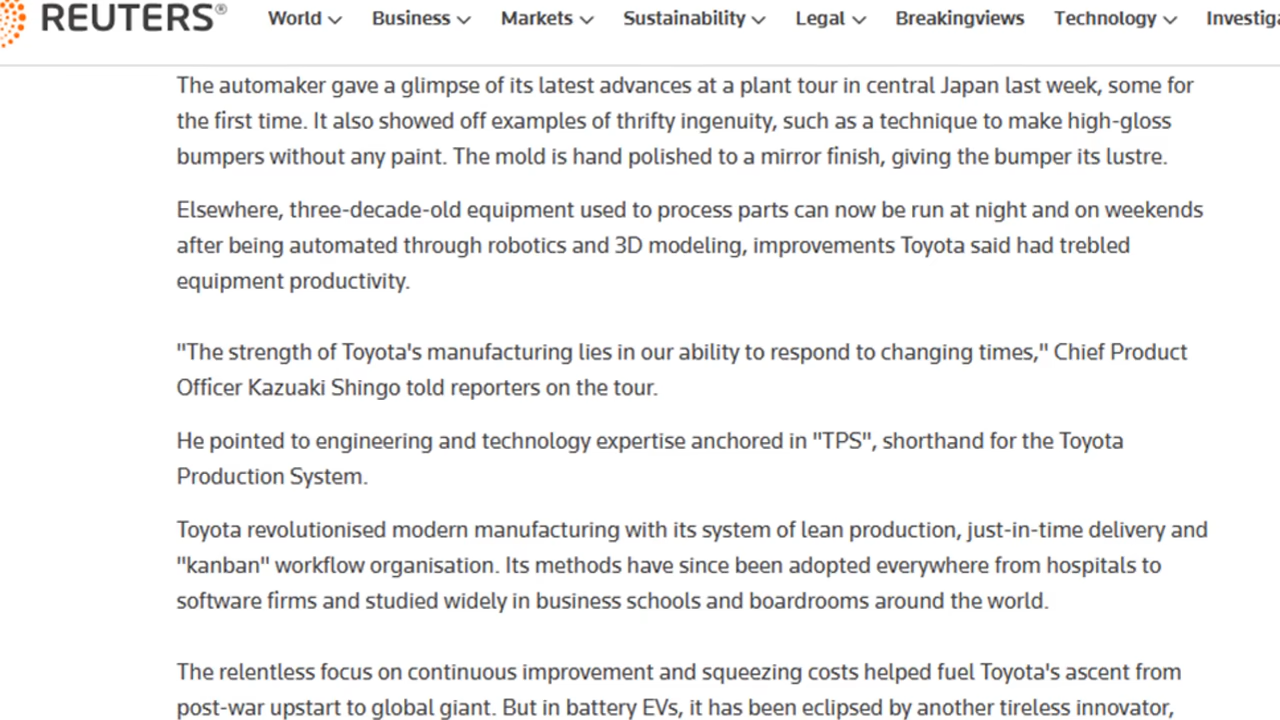 REUTERS®
World Business Markets Sustainability Legal Breakingviews Technology
The automaker gave a glimpse of its latest advances at a plant tour in central Japan last week, some for
the first time. It also showed off examples of thrifty ingenuity, such as a technique to make high-gloss
bumpers without any paint. The mold is hand polished to a mirror finish, giving the bumper its lustre.
Elsewhere, three-decade-old equipment used to process parts can now be run at night and on weekends
after being automated through robotics and 3D modeling, improvements Toyota said had trebled
equipment productivity.
"The strength of Toyota's manufacturing lies in our ability to respond to changing times," Chief Product
Officer Kazuaki Shingo told reporters on the tour.
He pointed to engineering and technology expertise anchored in "TPS", shorthand for the Toyota
Production System.
Toyota revolutionised modern manufacturing with its system of lean production, just-in-time delivery and
"kanban" workflow organisation. Its methods have since been adopted everywhere from hospitals to
software firms and studied widely in business schools and boardrooms around the world.
The relentless focus on continuous improvement and squeezing costs helped fuel Toyota's ascent from
post-war upstart to global giant. But in battery EVs, it has been eclipsed by another tireless innovator,